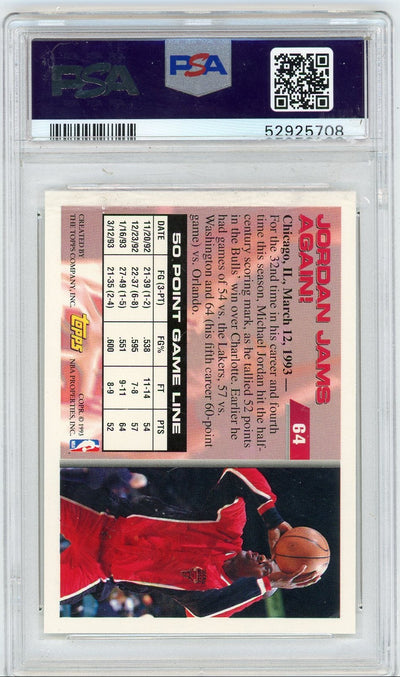 PSA
PSA
52925708
JORDAN JAMS
AGAIN!
64
Chicago, IL, March 12, 1993 —
For the 32nd time in his career and fourth
time this season, Michael Jordan hit the half-
century scoring mark, as he tallied 52 points
in the Bulls' win over Charlotte. Earlier he
had games of 54 vs. the Lakers, 57 vs.
Washington and 64 (his fifth career 60-point
game) vs. Orlando.
50 POINT GAME LINE
DATE FG (3-PT) FG% FT PTS
11/20/92 21-39 (1-2) .538 11-14 54
12/23/92 22-37 (6-8) .595 7-8 57
1/16/93 27-49 (1-5) .551 9-11 64
3/12/93 21-35 (2-4) .600 8-9 52
CREATED BY
THE TOPPS COMPANY, INC.
Topps
COPR. © 1993
NBA PROPERTIES, INC.